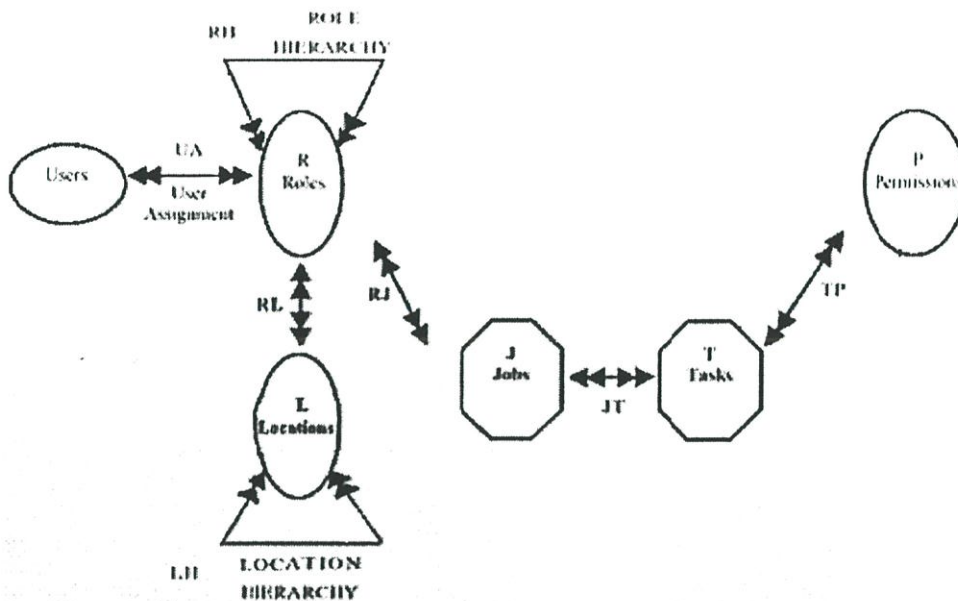 RH
ROLE
HIERARCHY
Users
UA
User
Assignment
R
Roles
P
Permissions
RL
RJ
TP
J
Jobs
T
Tasks
JT
L
Locations
LH
LOCATION
HIERARCHY